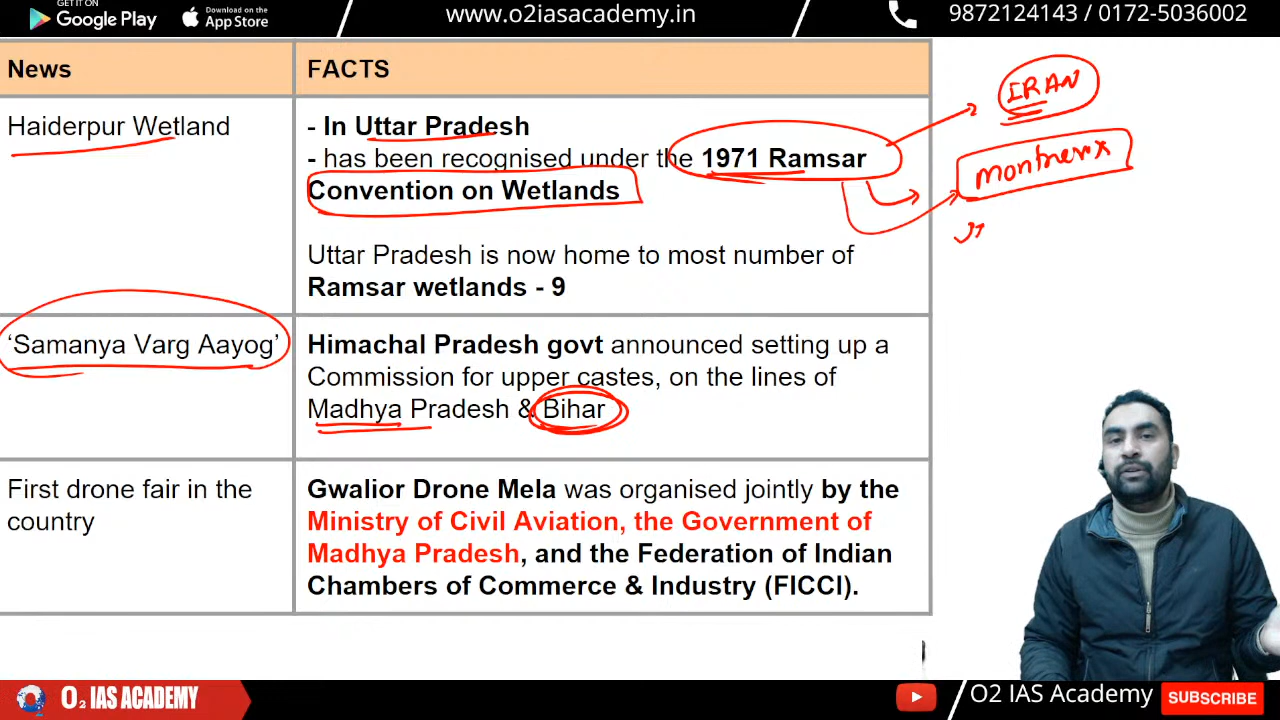 GET IT ON
Google Play
Download on the
App Store
www.o2iasacademy.in
9872124143 / 0172-5036002
News
FACTS
Haiderpur Wetland
- In Uttar Pradesh
- has been recognised under the 1971 Ramsar
Convention on Wetlands
Uttar Pradesh is now home to most number of
Ramsar wetlands - 9
IRAN
montrerix
'Samanya Varg Aayog'
Himachal Pradesh govt announced setting up a
Commission for upper castes, on the lines of
Madhya Pradesh & Bihar
First drone fair in the
country
Gwalior Drone Mela was organised jointly by the
Ministry of Civil Aviation, the Government of
Madhya Pradesh, and the Federation of Indian
Chambers of Commerce & Industry (FICCI).
O2 IAS ACADEMY
O2 IAS Academy
SUBSCRIBE